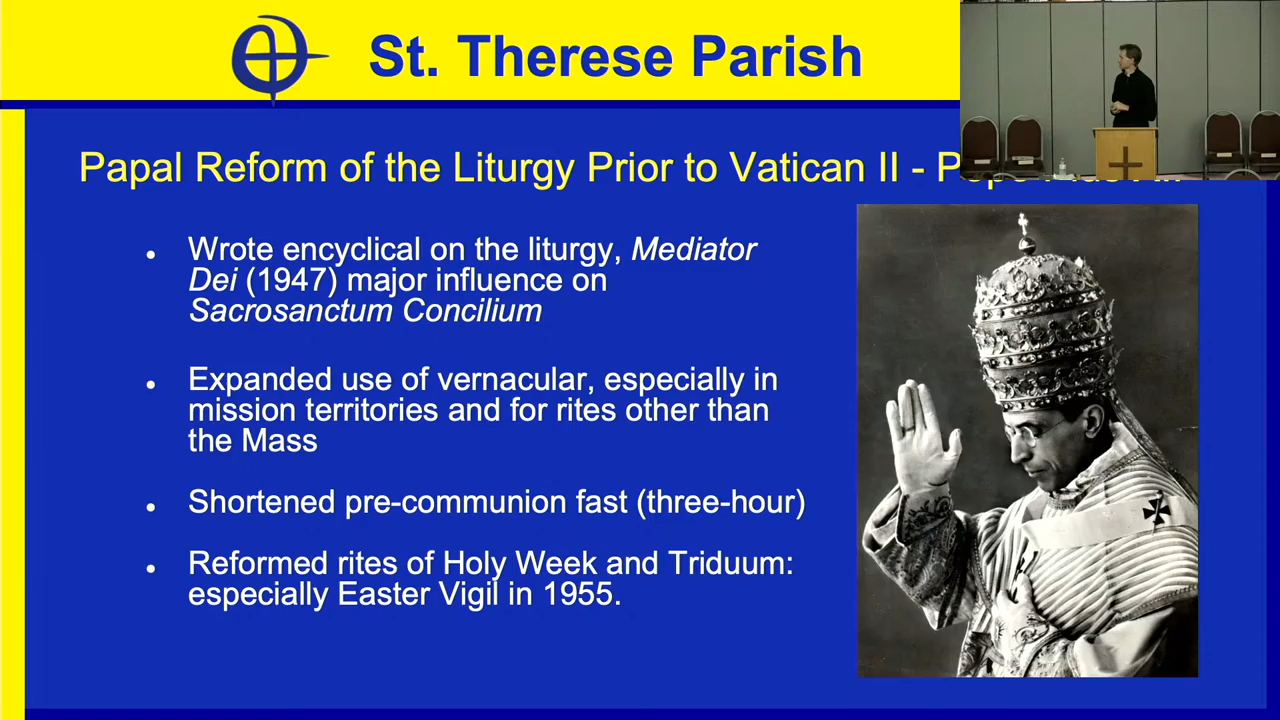 St. Therese Parish
Papal Reform of the Liturgy Prior to Vatican II -
Wrote encyclical on the liturgy, Mediator
Dei (1947) major influence on
Sacrosanctum Concilium
Expanded use of vernacular, especially in
mission territories and for rites other than
the Mass
Shortened pre-communion fast (three-hour)
Reformed rites of Holy Week and Triduum:
especially Easter Vigil in 1955.